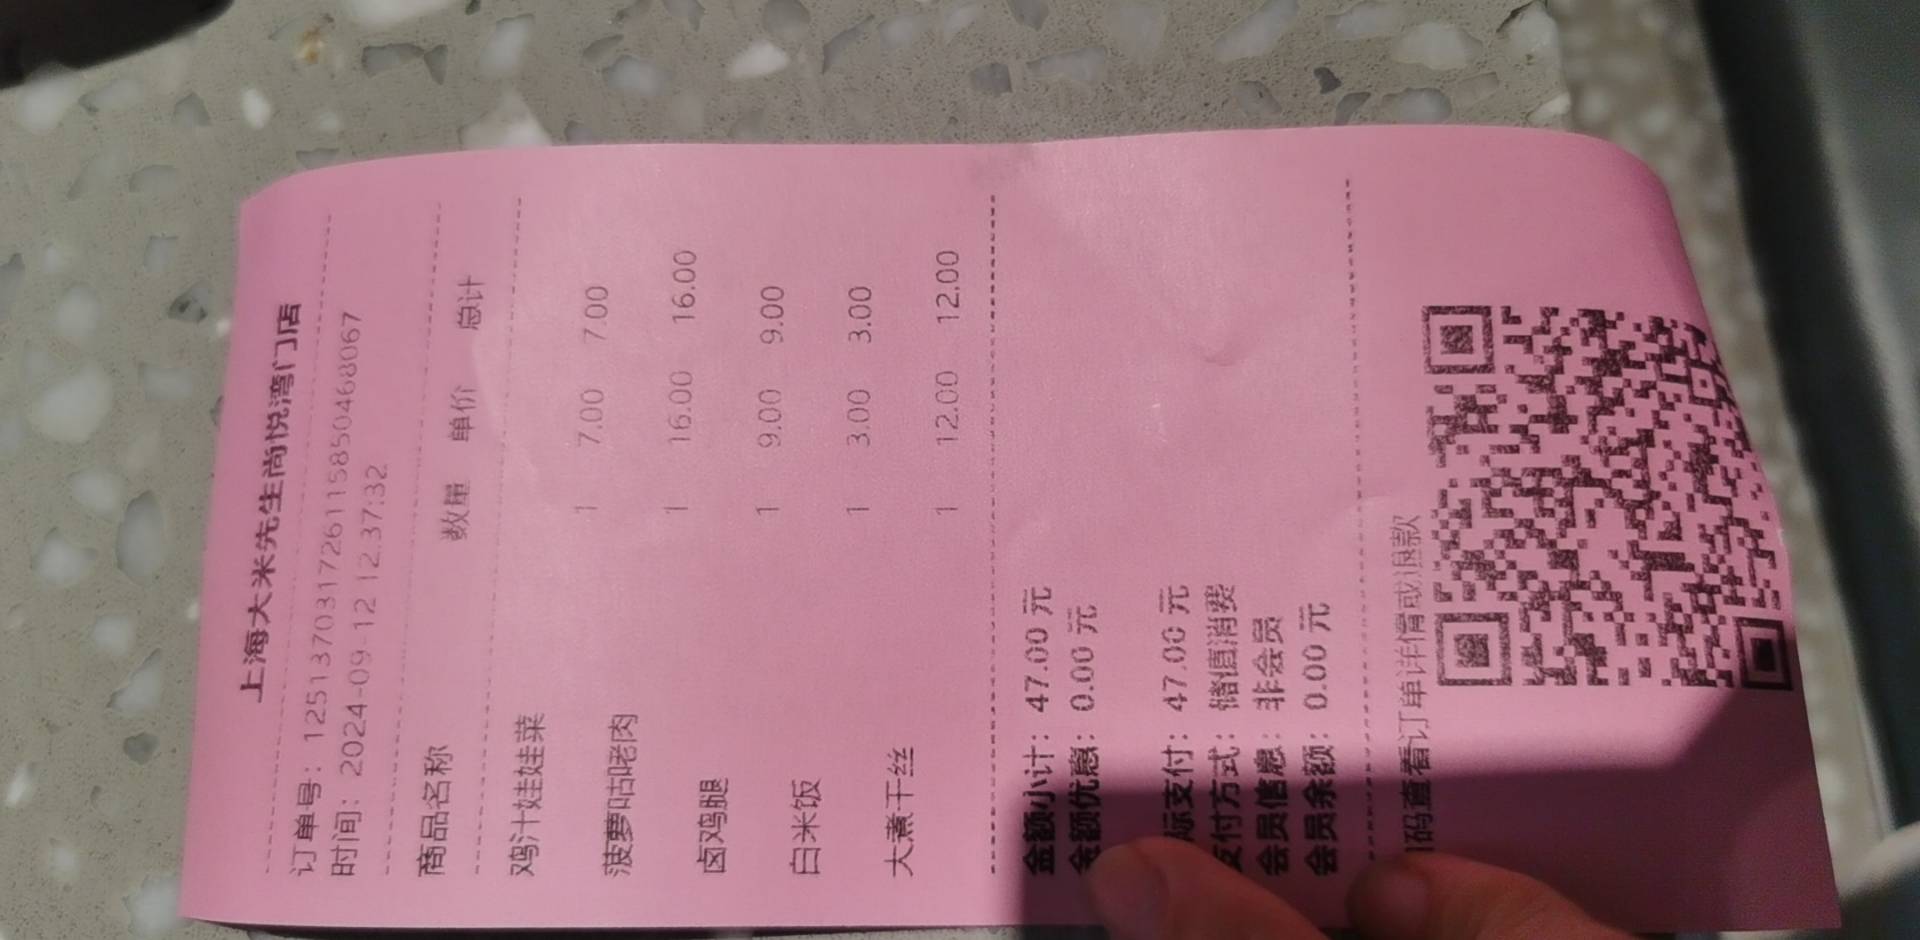 上海大米先生尚悦湾门店
订单号：1251370317261158504468067
时间：2024-09-12 12:37:32
商品名称 数量 单价 总计
鸡汁娃娃菜
1 7.00 7.00
菠萝咕咾肉
1 16.00 16.00
卤鸡腿
1 9.00 9.00
白米饭
1 3.00 3.00
大煮干丝
1 12.00 12.00
金额小计：47.00 元
金额优惠：0.00 元
际支付：47.00 元
支付方式：储值消费
会员信息：非会员
会员余额：0.00 元
码查看订单详情或退款